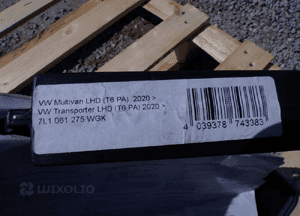 VW Multivan LHD (T6 PA) 2020 >
VW Transporter LHD (T6 PA) 2020 >
7L1 061 275 WGK
4 039378 743383
WIXOLIO